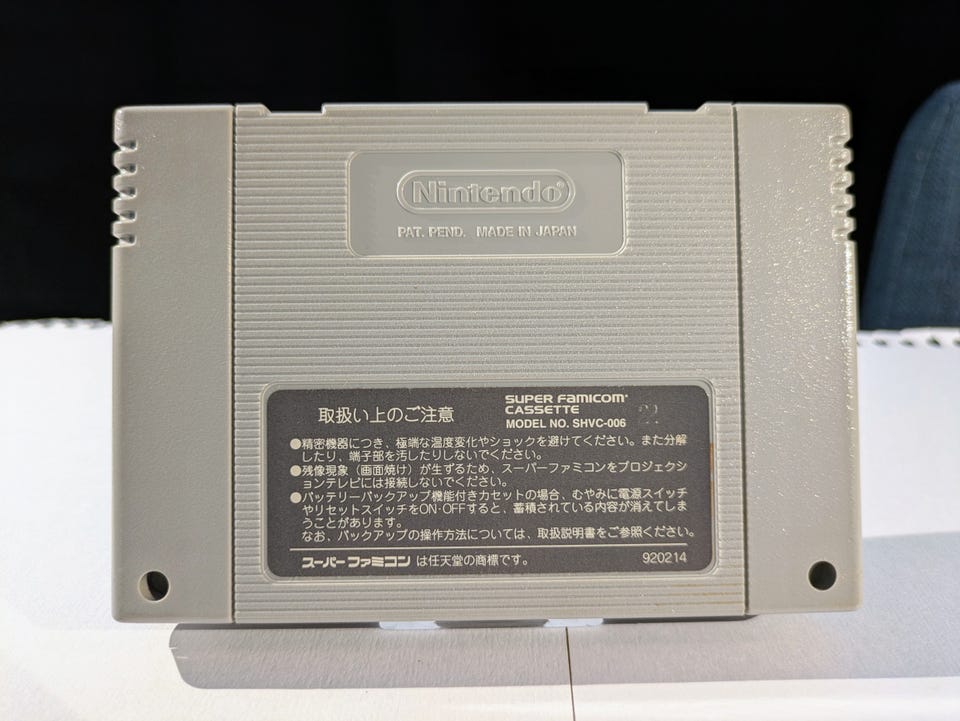 Nintendo®
PAT. PEND. MADE IN JAPAN
取扱い上のご注意
SUPER FAMICOM
CASSETTE
MODEL NO. SHVC-006
●精密機器につき、極端な温度変化やショックを避けてください。また分解
したり、端子部を汚したりしないでください。
●残像現象（画面焼け）が生ずるため、スーパーファミコンをプロジェクシ
ョンテレビには接続しないでください。
●バッテリーバックアップ機能付きカセットの場合、むやみに電源スイッチ
やリセットスイッチをON・OFFすると、蓄積されている内容が消えてしま
うことがあります。
なお、バックアップの操作方法については、取扱説明書をご参照ください。
スーパーファミコン は任天堂の商標です。
920214